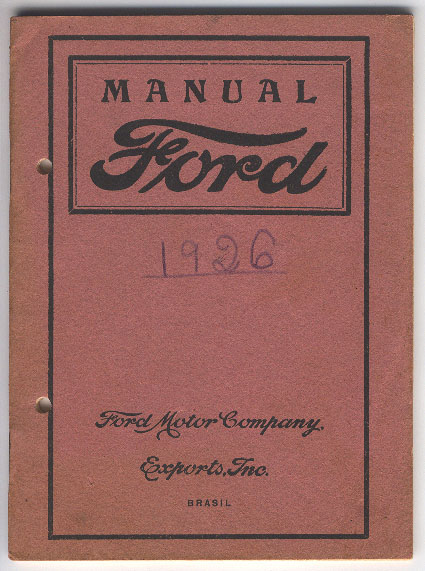 MANUAL
Ford
1926
Ford Motor Company,
Exports, Inc.
BRASIL